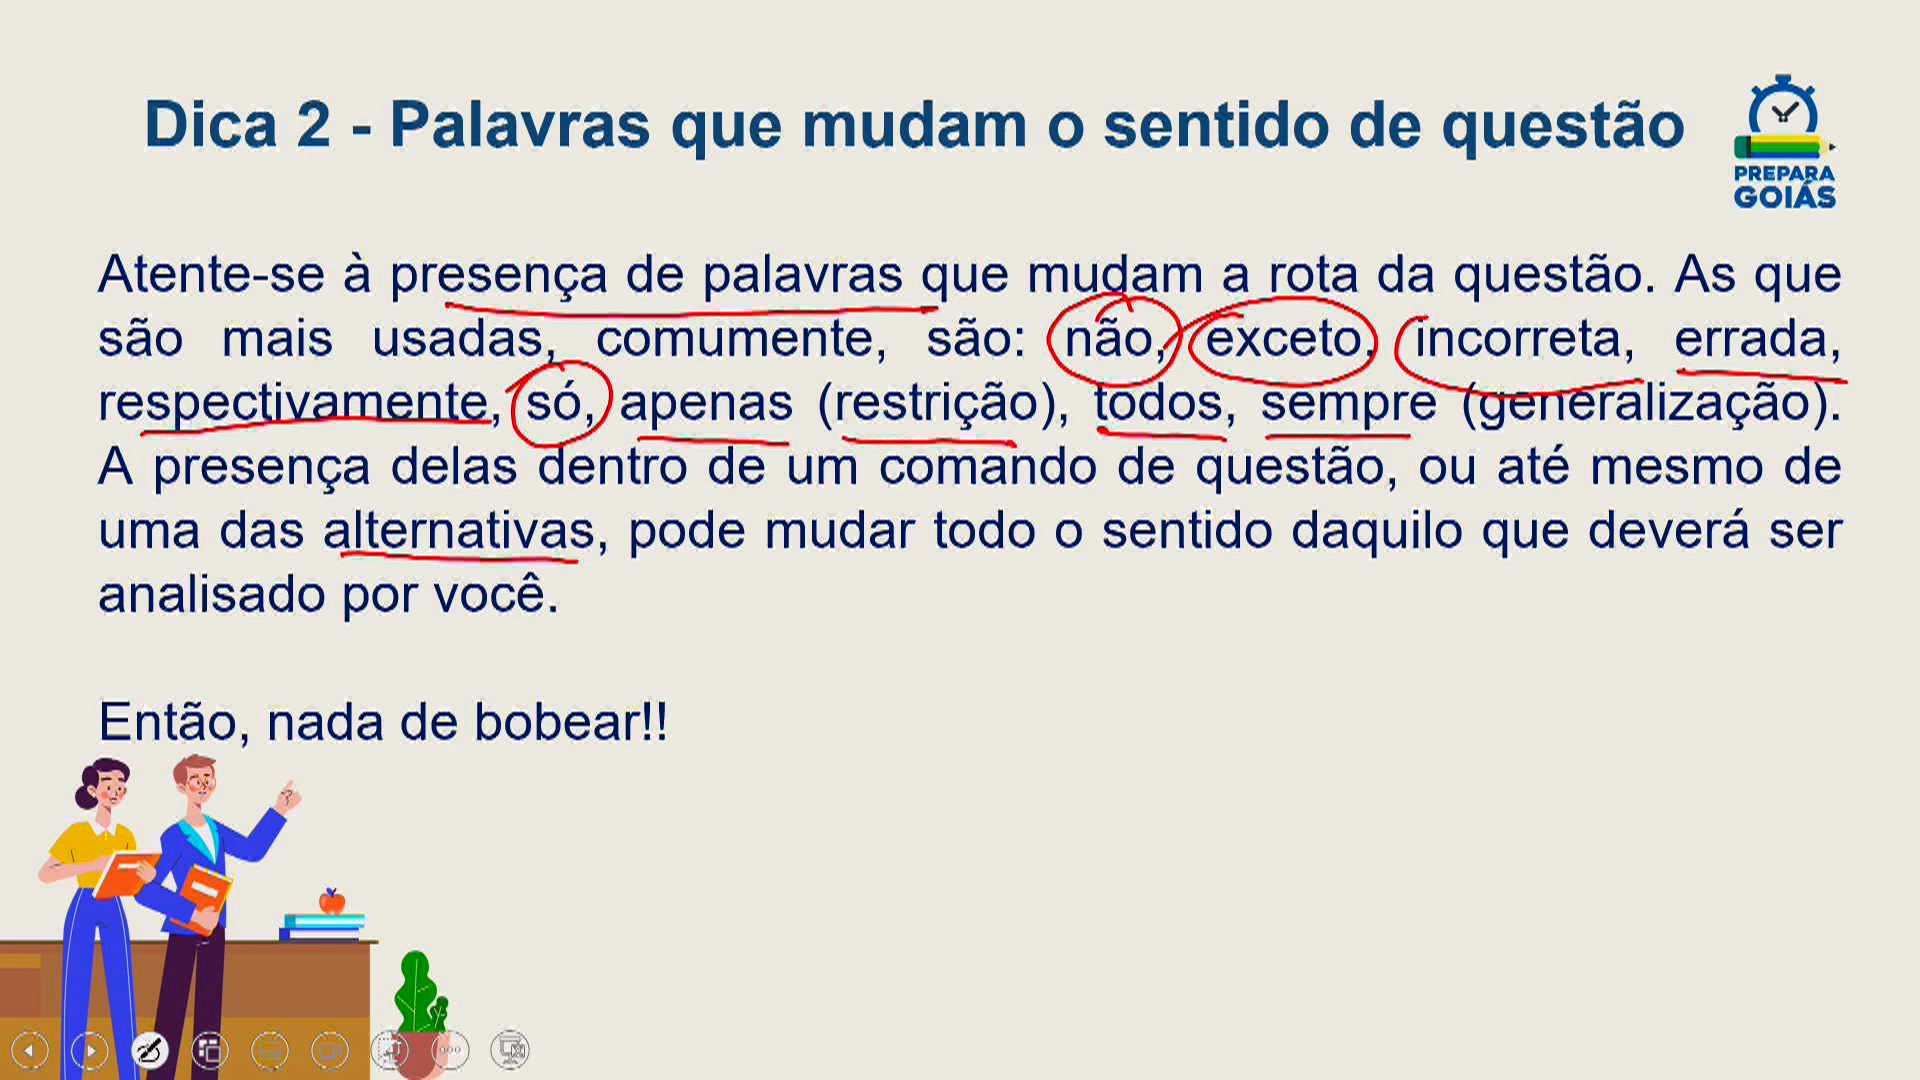 Dica 2 - Palavras que mudam o sentido de questão
PREPARA
GOIÁS
Atente-se à presença de palavras que mudam a rota da questão. As que
são mais usadas, comumente, são: não, exceto, incorreta, errada,
respectivamente, só, apenas (restrição), todos, sempre (generalização).
A presença delas dentro de um comando de questão, ou até mesmo de
uma das alternativas, pode mudar todo o sentido daquilo que deverá ser
analisado por você.
Então, nada de bobear!!